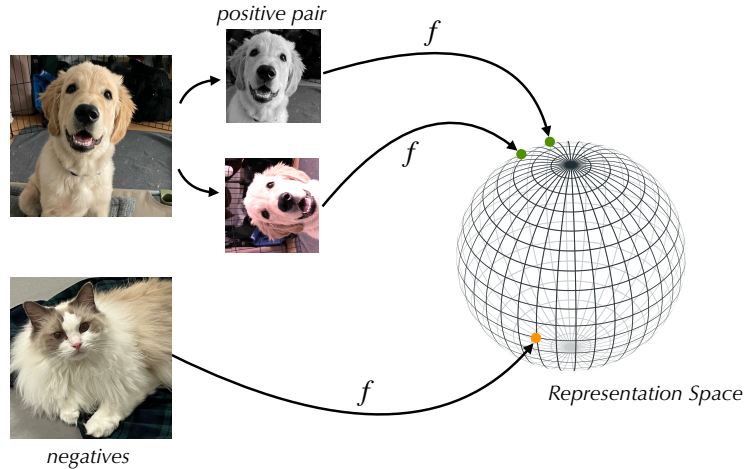 positive pair
f
f
f
Representation Space
negatives